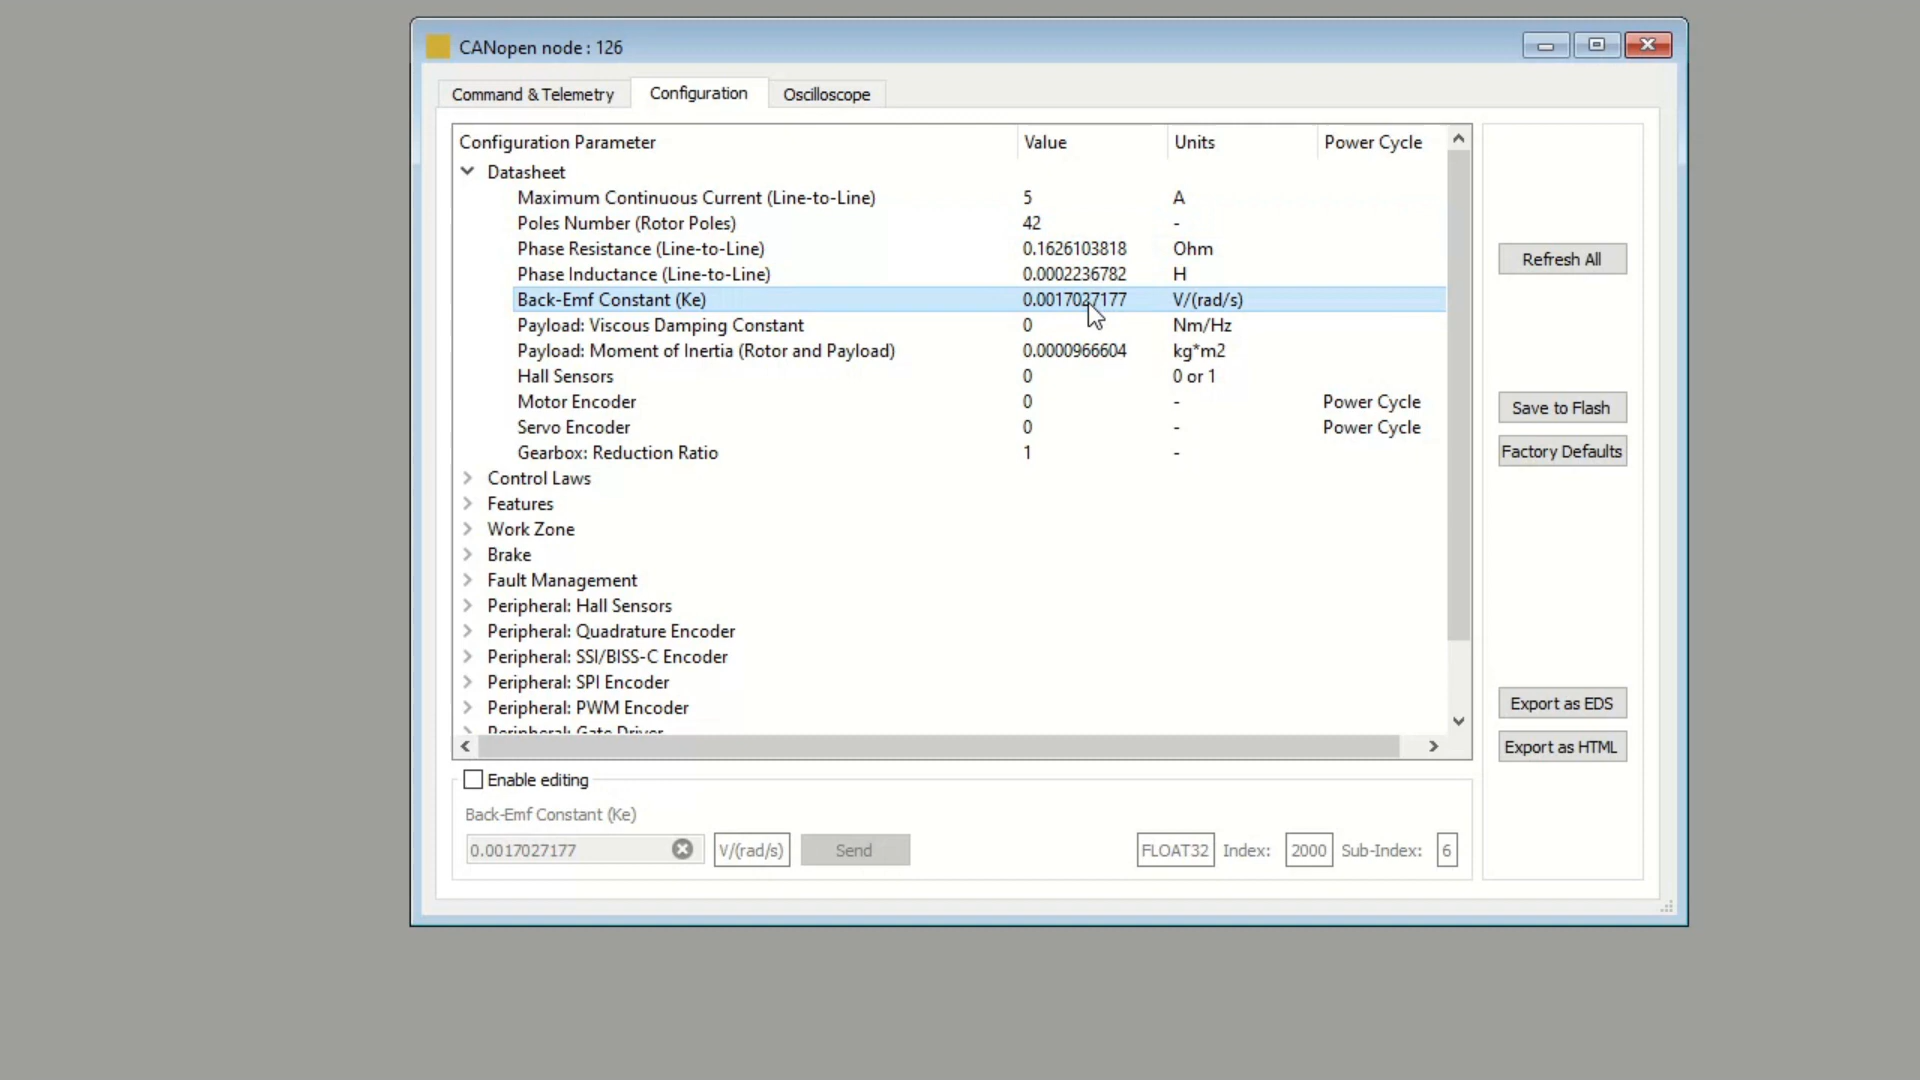 CANopen node : 126
Command & Telemetry Configuration Oscilloscope
Configuration Parameter Value Units Power Cycle
Datasheet
Maximum Continuous Current (Line-to-Line) 5 A
Poles Number (Rotor Poles) 42 -
Phase Resistance (Line-to-Line) 0.1626103818 Ohm
Phase Inductance (Line-to-Line) 0.0002236782 H
Back-Emf Constant (Ke) 0.0017027177 V/(rad/s)
Payload: Viscous Damping Constant 0 Nm/Hz
Payload: Moment of Inertia (Rotor and Payload) 0.0000966604 kg*m2
Hall Sensors 0 0 or 1
Motor Encoder 0 - Power Cycle
Servo Encoder 0 - Power Cycle
Gearbox: Reduction Ratio 1 -
Control Laws
Features
Work Zone
Brake
Fault Management
Peripheral: Hall Sensors
Peripheral: Quadrature Encoder
Peripheral: SSI/BISS-C Encoder
Peripheral: SPI Encoder
Peripheral: PWM Encoder
Peripheral: Gate Driver
Refresh All
Save to Flash
Factory Defaults
Export as EDS
Export as HTML
Enable editing
Back-Emf Constant (Ke)
0.0017027177 V/(rad/s) Send FLOAT32 Index: 2000 Sub-Index: 6